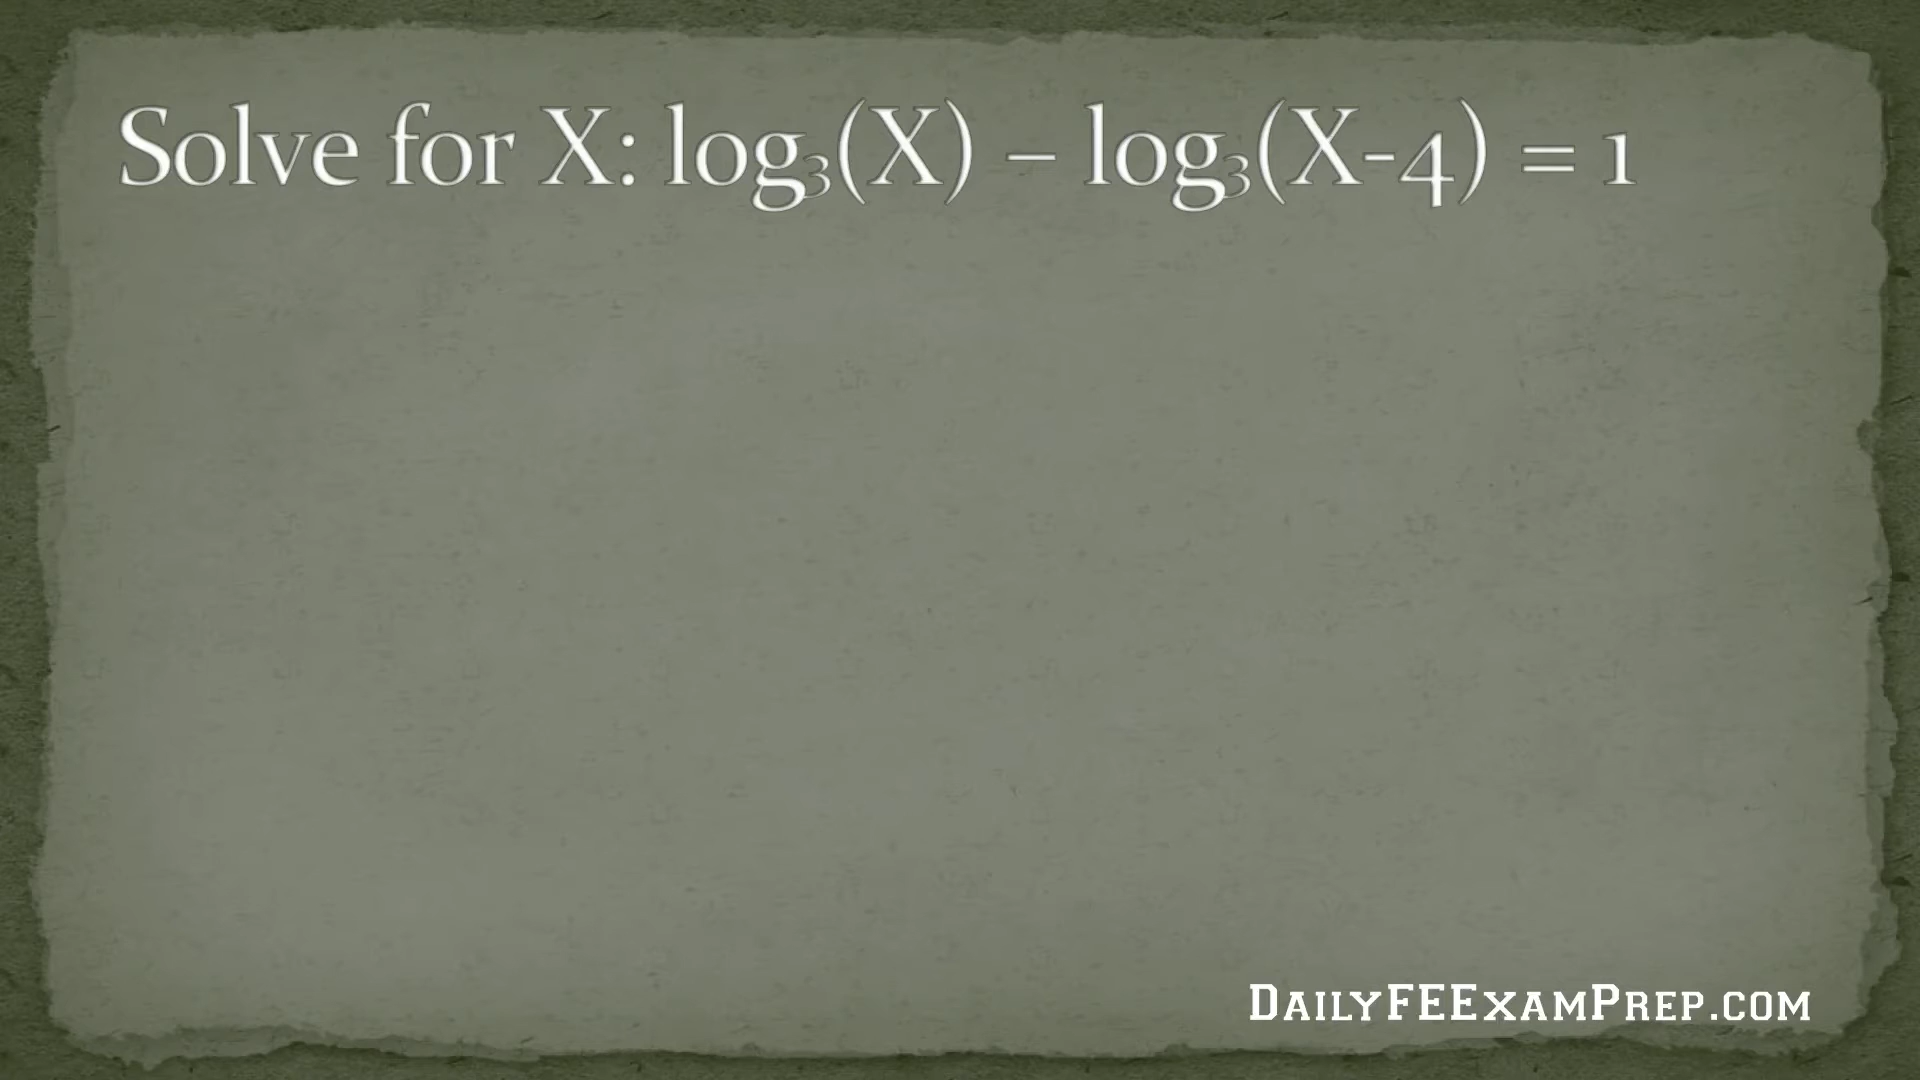 Solve for X: log₃(X) – log₃(X-4) = 1
DailyFEExamPrep.com